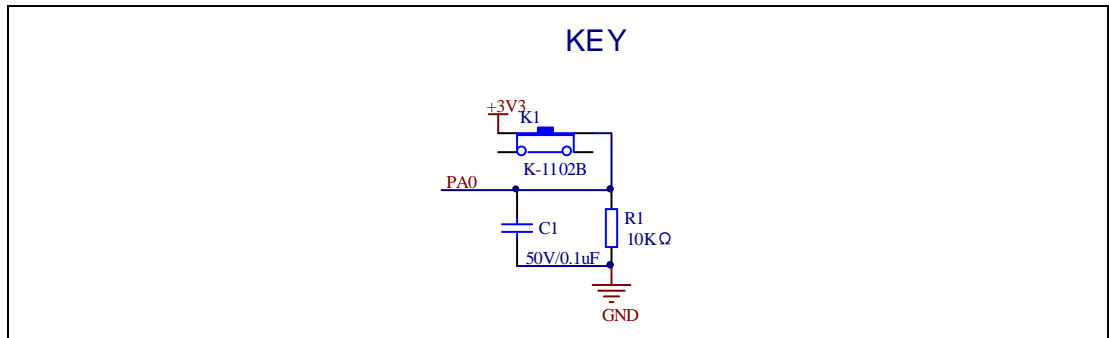 KEY
+3V3
K1
K-1102B
PA0
C1
R1
10KΩ
50V/0.1uF
GND